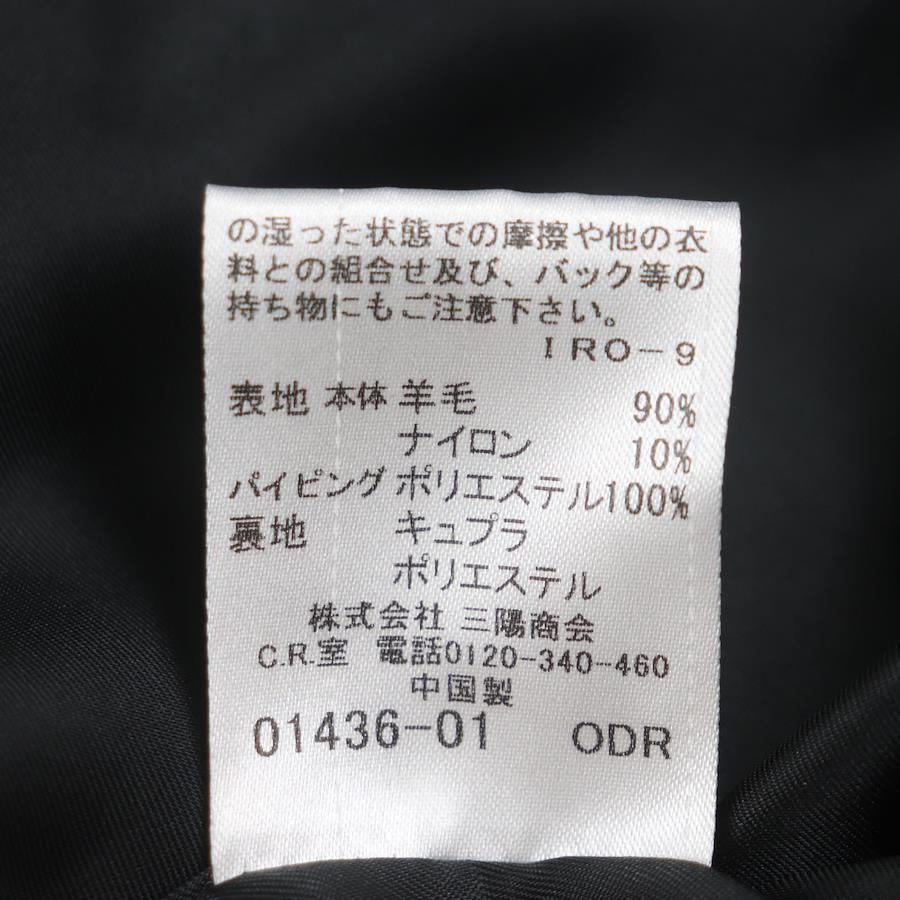 の湿った状態での摩擦や他の衣
料との組合せ及び、バック等の
持ち物にもご注意下さい。
IRO-9
表地 本体 羊毛 90%
ナイロン 10%
パイピング ポリエステル100%
裏地 キュプラ
ポリエステル
株式会社 三陽商会
C.R.室 電話0120-340-460
中国製
01436-01 ODR